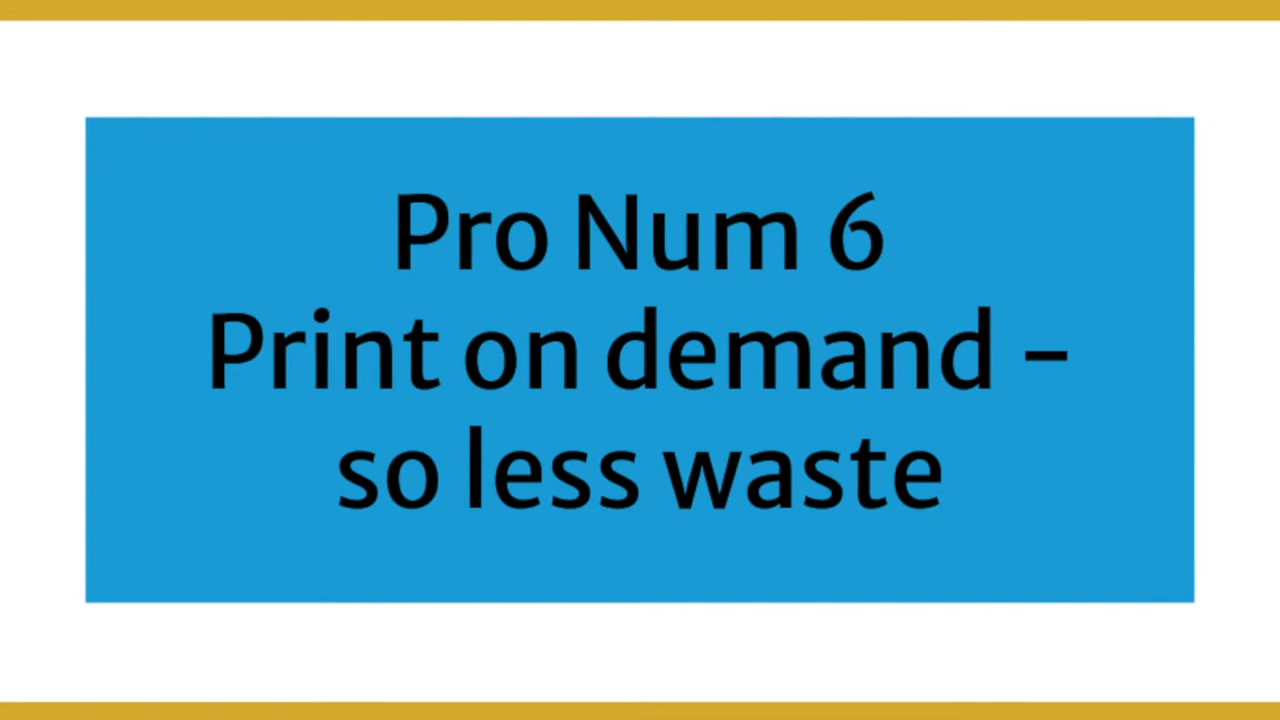 Pro Num 6
Print on demand -
so less waste